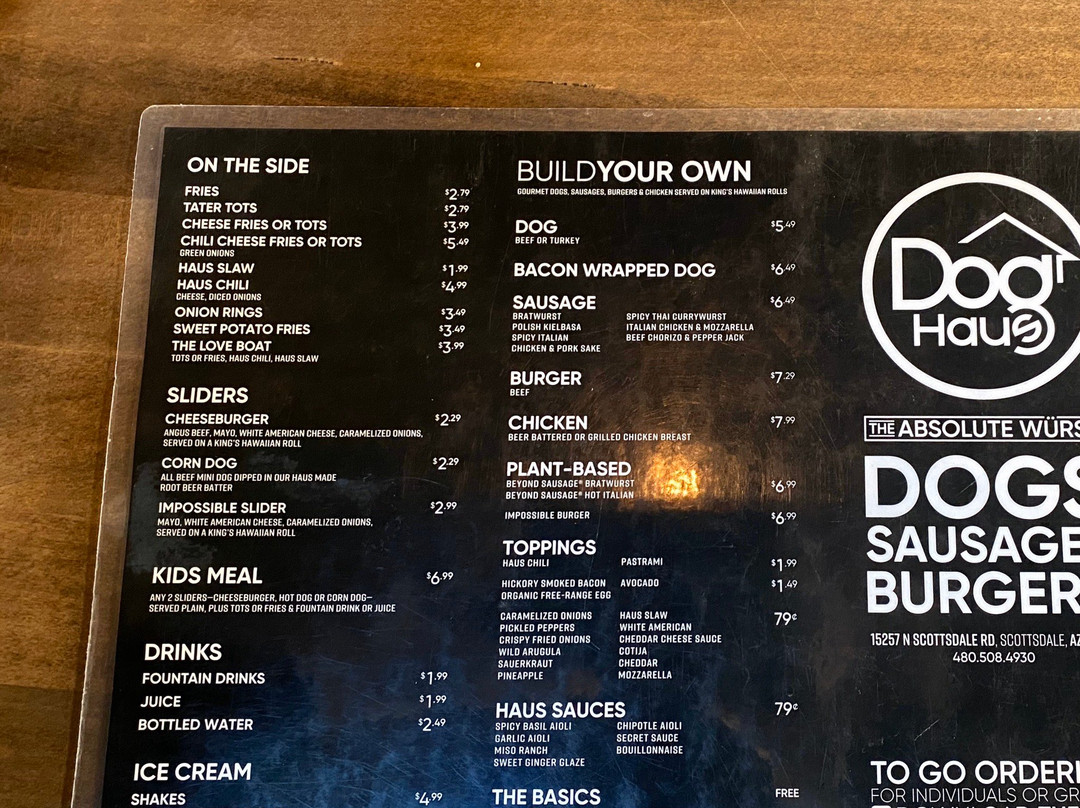 ON THE SIDE
FRIES $2.79
TATER TOTS $2.79
CHEESE FRIES OR TOTS $3.99
CHILI CHEESE FRIES OR TOTS $5.49
GREEN ONIONS
HAUS SLAW $1.99
HAUS CHILI $4.99
CHEESE, DICED ONIONS
ONION RINGS $3.49
SWEET POTATO FRIES $3.49
THE LOVE BOAT $3.99
TOTS OR FRIES, HAUS CHILI, HAUS SLAW
SLIDERS
CHEESEBURGER $2.29
ANGUS BEEF, MAYO, WHITE AMERICAN CHEESE, CARAMELIZED ONIONS,
SERVED ON A KING'S HAWAIIAN ROLL
CORN DOG $2.29
ALL BEEF MINI DOG DIPPED IN OUR HAUS MADE
ROOT BEER BATTER
IMPOSSIBLE SLIDER $2.99
MAYO, WHITE AMERICAN CHEESE, CARAMELIZED ONIONS,
SERVED ON A KING'S HAWAIIAN ROLL
KIDS MEAL $6.99
ANY 2 SLIDERS—CHEESEBURGER, HOT DOG OR CORN DOG—
SERVED PLAIN, PLUS TOTS OR FRIES & FOUNTAIN DRINK OR JUICE
DRINKS
FOUNTAIN DRINKS $1.99
JUICE $1.99
BOTTLED WATER $2.49
ICE CREAM
SHAKES $4.99
BUILD YOUR OWN
GOURMET DOGS, SAUSAGES, BURGERS & CHICKEN SERVED ON KING'S HAWAIIAN ROLLS
DOG $5.49
BEEF OR TURKEY
BACON WRAPPED DOG $6.49
SAUSAGE $6.49
BRATWURST SPICY THAI CURRYWURST
POLISH KIELBASA ITALIAN CHICKEN & MOZZARELLA
SPICY ITALIAN BEEF CHORIZO & PEPPER JACK
CHICKEN & PORK SAKE
BURGER $7.29
BEEF
CHICKEN $7.99
BEER BATTERED OR GRILLED CHICKEN BREAST
PLANT-BASED
BEYOND SAUSAGE® BRATWURST $6.99
BEYOND SAUSAGE® HOT ITALIAN
IMPOSSIBLE BURGER $6.99
TOPPINGS
HAUS CHILI PASTRAMI $1.99
HICKORY SMOKED BACON AVOCADO $1.49
ORGANIC FREE-RANGE EGG
CARAMELIZED ONIONS HAUS SLAW 79¢
PICKLED PEPPERS WHITE AMERICAN
CRISPY FRIED ONIONS CHEDDAR CHEESE SAUCE
WILD ARUGULA COTIJA
SAUERKRAUT CHEDDAR
PINEAPPLE MOZZARELLA
HAUS SAUCES 79¢
SPICY BASIL AIOLI CHIPOTLE AIOLI
GARLIC AIOLI SECRET SAUCE
MISO RANCH BOUILLONNAISE
SWEET GINGER GLAZE
THE BASICS FREE
Dog
Haus
THE ABSOLUTE WÜRS
DOGS
SAUSAGE
BURGER
15257 N SCOTTSDALE RD, SCOTTSDALE, AZ
480.508.4930
TO GO ORDER
FOR INDIVIDUALS OR GR